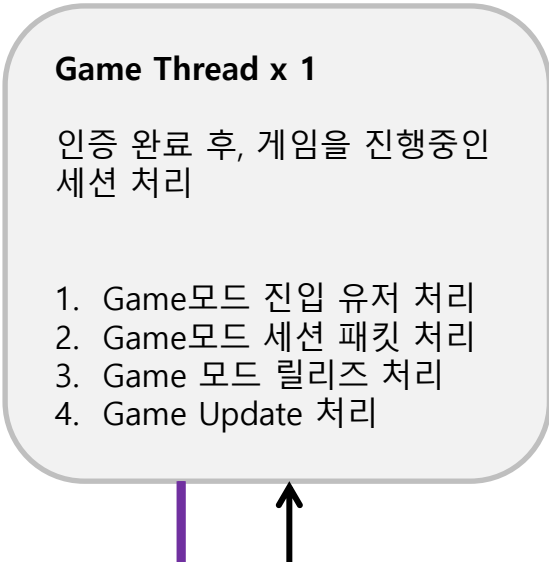 Game Thread x 1
인증 완료 후, 게임을 진행중인
세션 처리
1. Game모드 진입 유저 처리
2. Game모드 세션 패킷 처리
3. Game 모드 릴리즈 처리
4. Game Update 처리